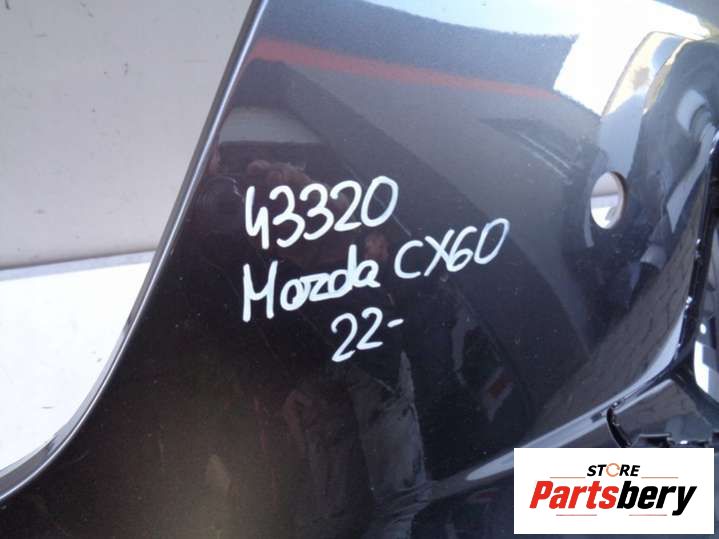 43320
Mazda CX60
22-
STORE
Partsbery